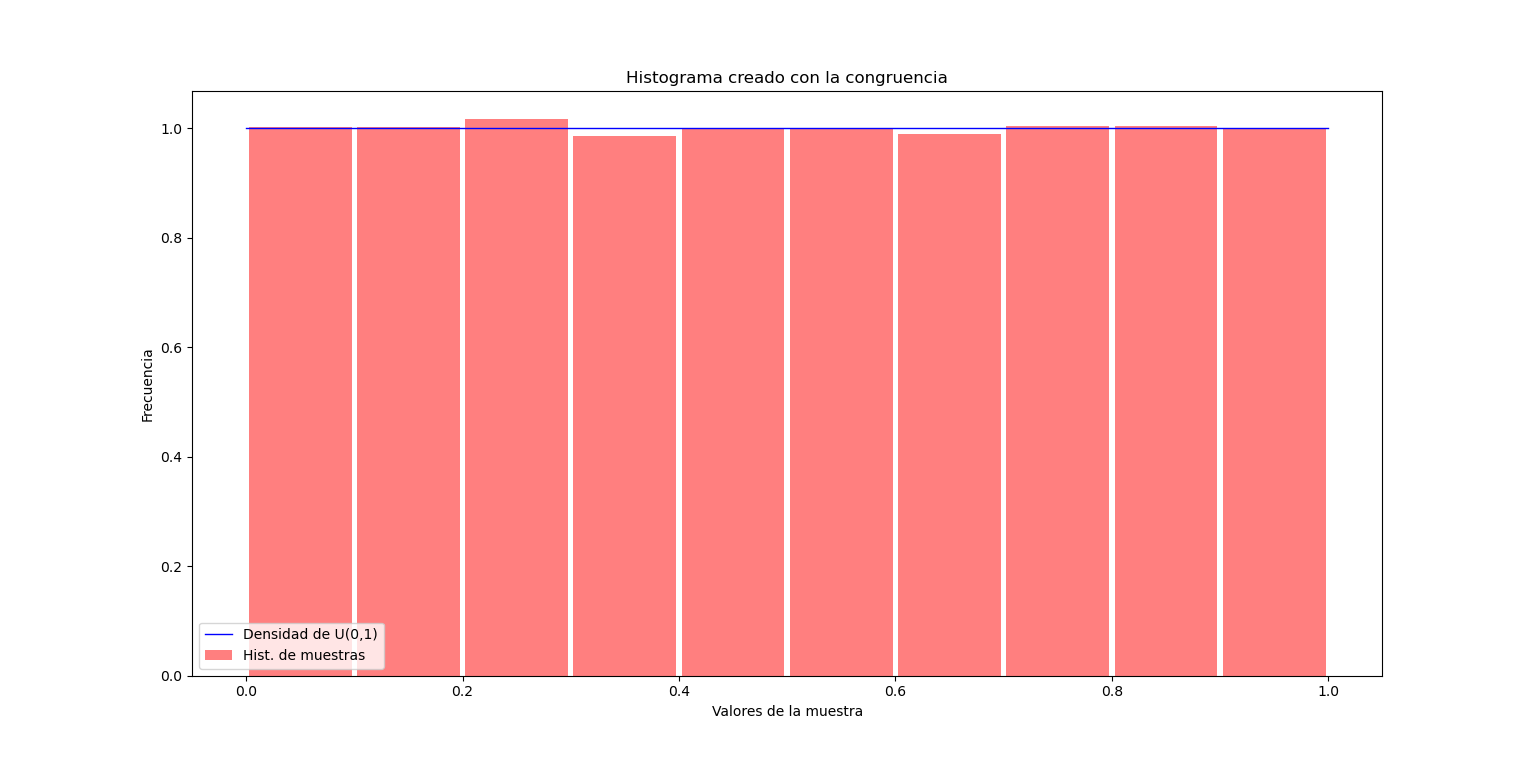 Histograma creado con la congruencia
Frecuencia
1.0
0.8
0.6
0.4
0.2
0.0
Densidad de U(0,1)
Hist. de muestras
0.0 0.2 0.4 0.6 0.8 1.0
Valores de la muestra